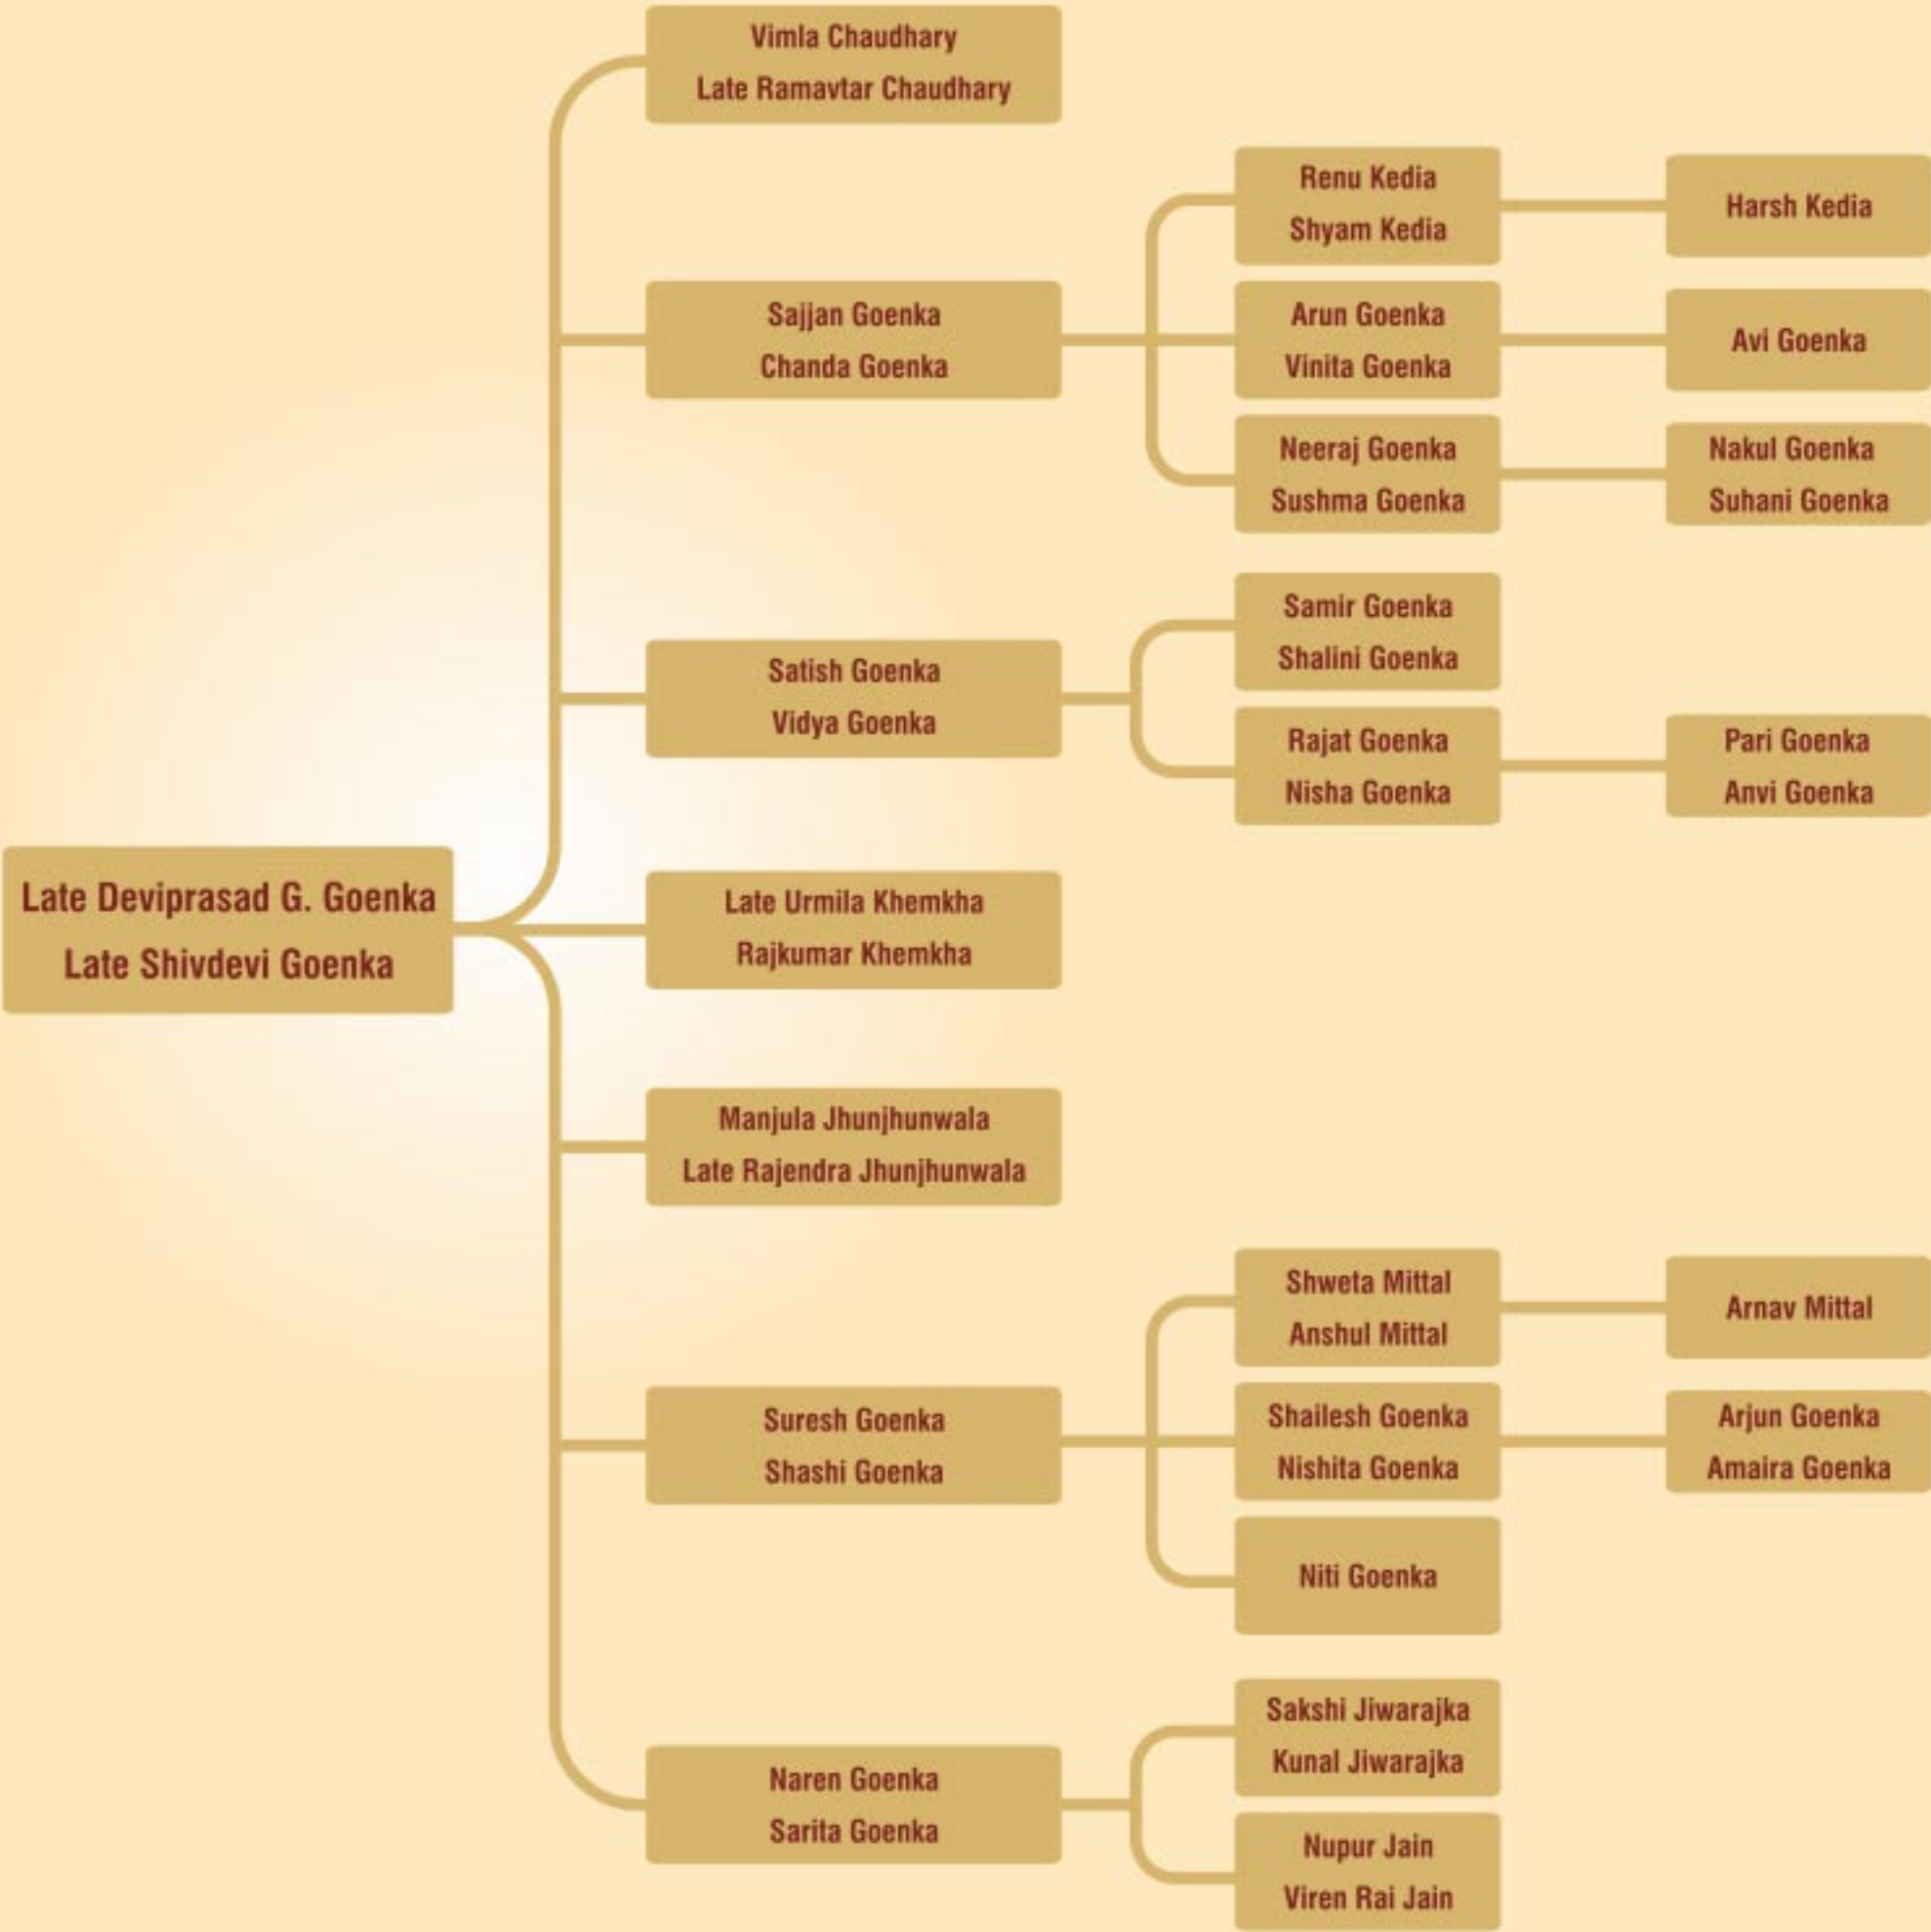 Vimla Chaudhary
Late Ramavtar Chaudhary
Renu Kedia
Shyam Kedia
Harsh Kedia
Sajjan Goenka
Chanda Goenka
Arun Goenka
Vinita Goenka
Avi Goenka
Neeraj Goenka
Sushma Goenka
Nakul Goenka
Suhani Goenka
Satish Goenka
Vidya Goenka
Samir Goenka
Shalini Goenka
Rajat Goenka
Nisha Goenka
Pari Goenka
Anvi Goenka
Late Deviprasad G. Goenka
Late Shivdevi Goenka
Late Urmila Khemkha
Rajkumar Khemkha
Manjula Jhunjhunwala
Late Rajendra Jhunjhunwala
Shweta Mittal
Anshul Mittal
Arnav Mittal
Suresh Goenka
Shashi Goenka
Shailesh Goenka
Nishita Goenka
Arjun Goenka
Amaira Goenka
Niti Goenka
Naren Goenka
Sarita Goenka
Sakshi Jiwarajka
Kunal Jiwarajka
Nupur Jain
Viren Rai Jain